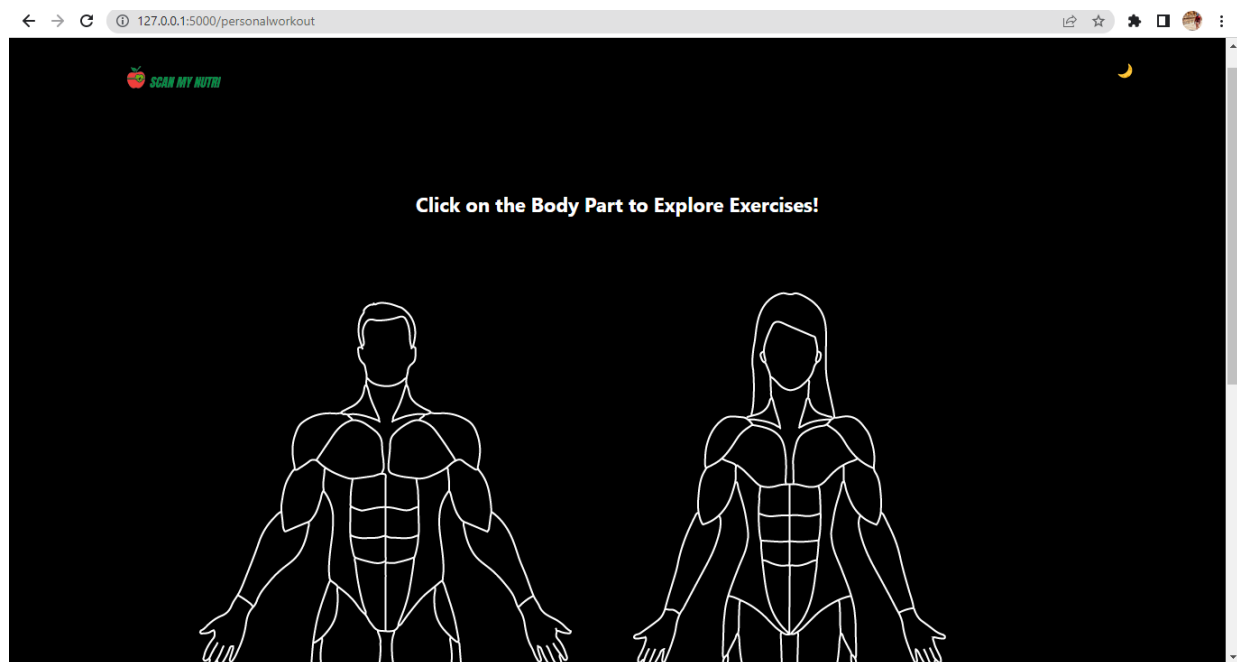 127.0.0.1:5000/personalworkout
SCAN MY NUTRI
Click on the Body Part to Explore Exercises!